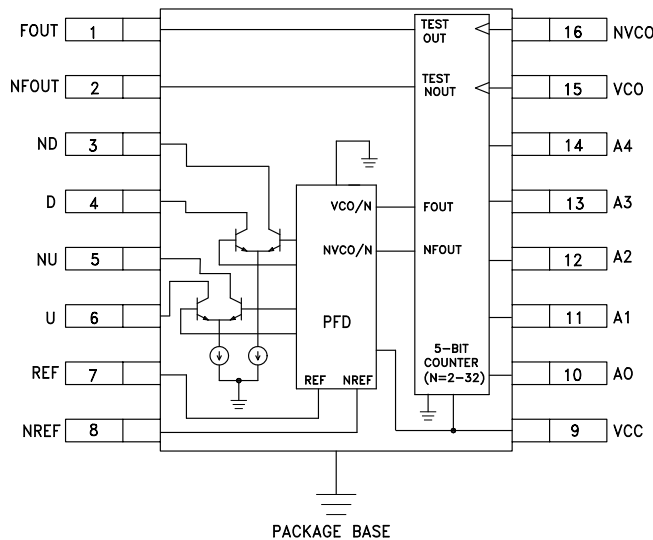 FOUT 1
NFOUT 2
ND 3
D 4
NU 5
U 6
REF 7
NREF 8
TEST
OUT
TEST
NOUT
VCO/N
FOUT
NVCO/N
NFOUT
PFD
REF NREF
5-BIT
COUNTER
(N=2-32)
16 NVCO
15 VCO
14 A4
13 A3
12 A2
11 A1
10 A0
9 VCC
PACKAGE BASE